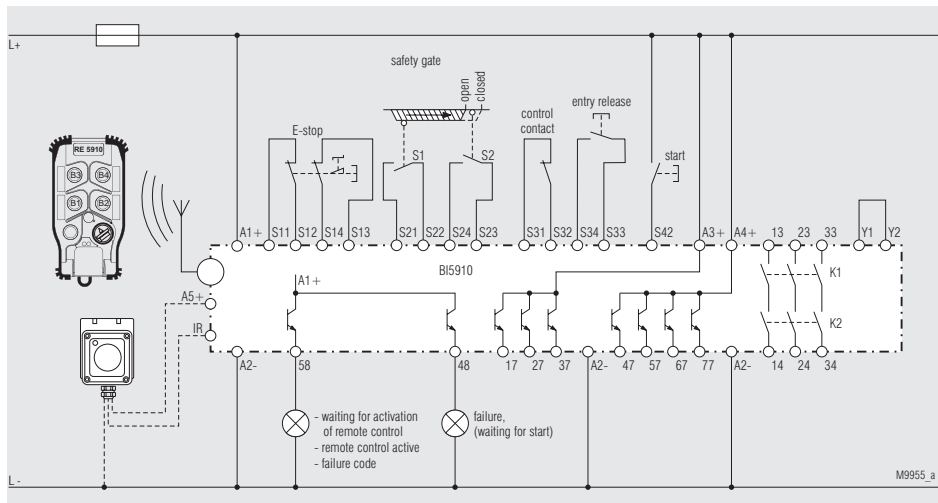 L+
safety gate
open
closed
E-stop
S1
S2
control
contact
entry release
start
RE 5910
B3
B4
B1
B2
A1+
S11
S12
S14
S13
S21
S22
S24
S23
S31
S32
S34
S33
S42
A3+
A4+
13
23
33
Y1
Y2
BI5910
A1+
K1
K2
A5+
IR
A2-
58
48
17
27
37
A2-
47
57
67
77
A2-
14
24
34
- waiting for activation
of remote control
- remote control active
- failure code
failure,
(waiting for start)
L -
M9955_a